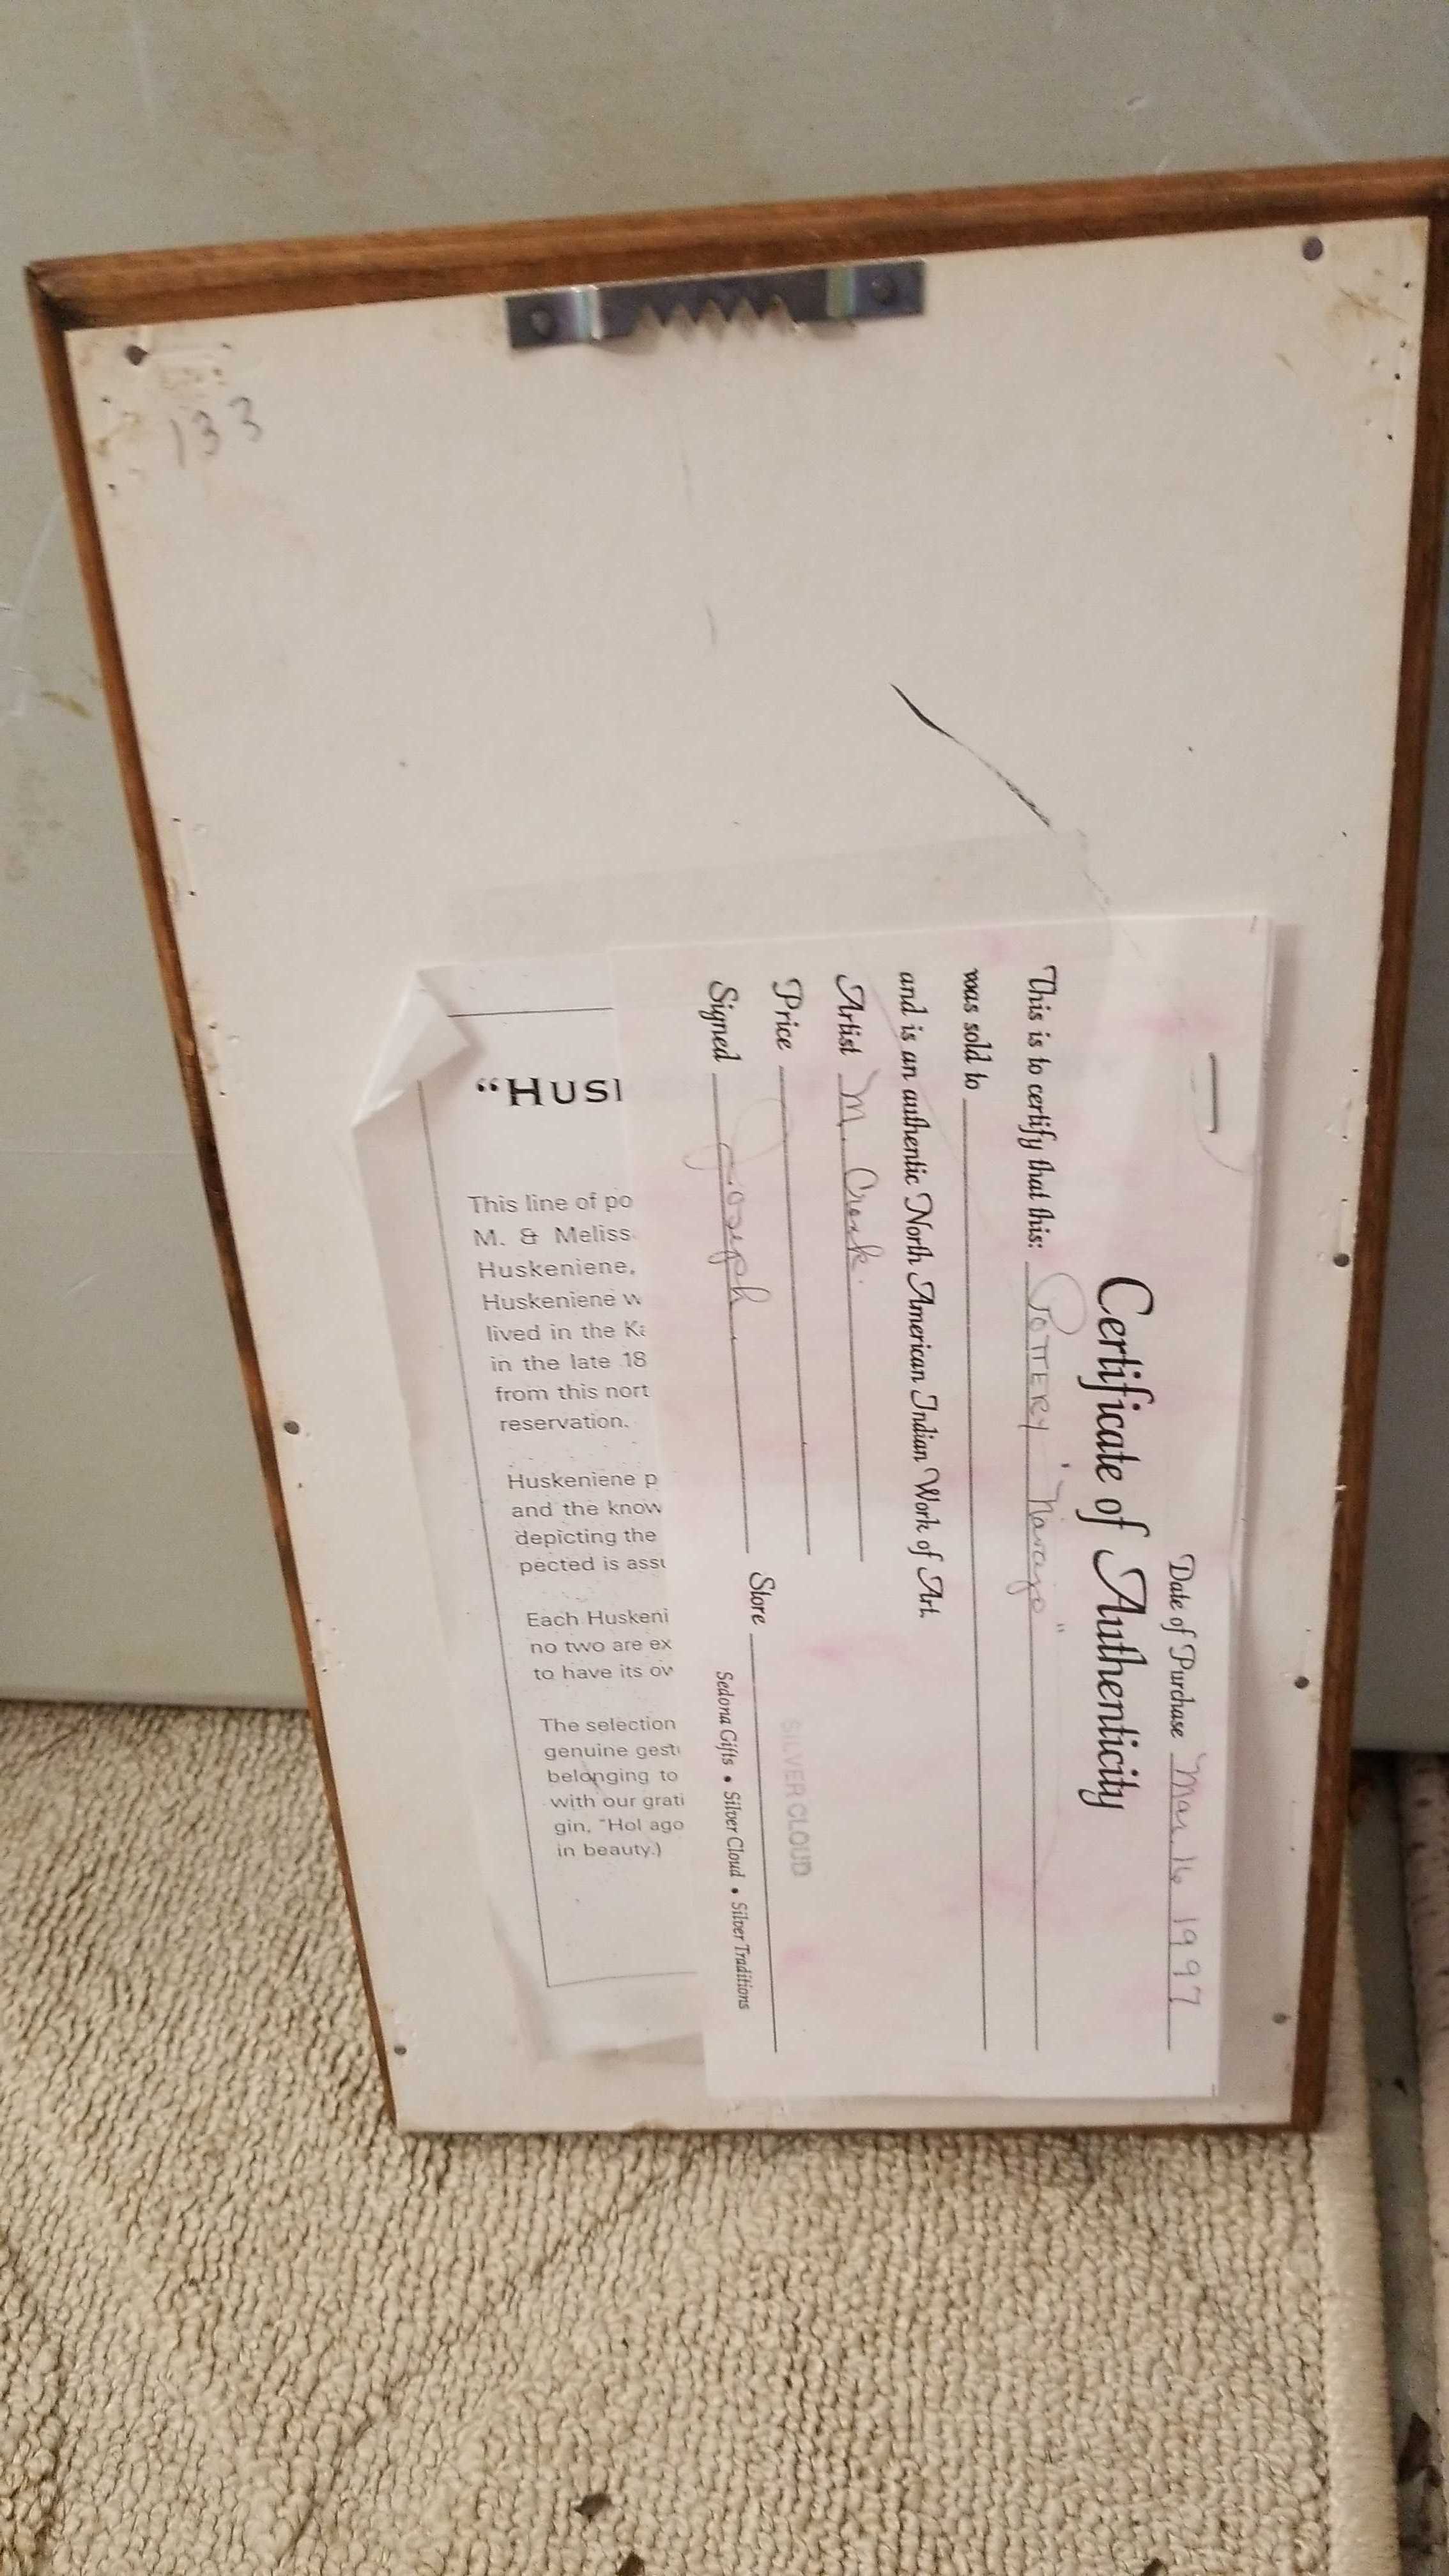 133
Date of Purchase Mar. 16 1997
Certificate of Authenticity
This is to certify that this: POTTERY "Navajo"
was sold to
and is an authentic North American Indian Work of Art.
Artist M. Crank.
Price
Signed Joseph.
Store SILVER CLOUD
Sedona Gifts • Silver Cloud • Silver Traditions
"HUSK
This line of po
M. & Meliss
Huskeniene,
Huskeniene w
lived in the Ka
in the late 18
from this nort
reservation.
Huskeniene p
and the know
depicting the
pected is assu
Each Huskeni
no two are ex
to have its ow
The selection
genuine gestu
belonging to
with our grati
gin, "Hol ago
in beauty.)